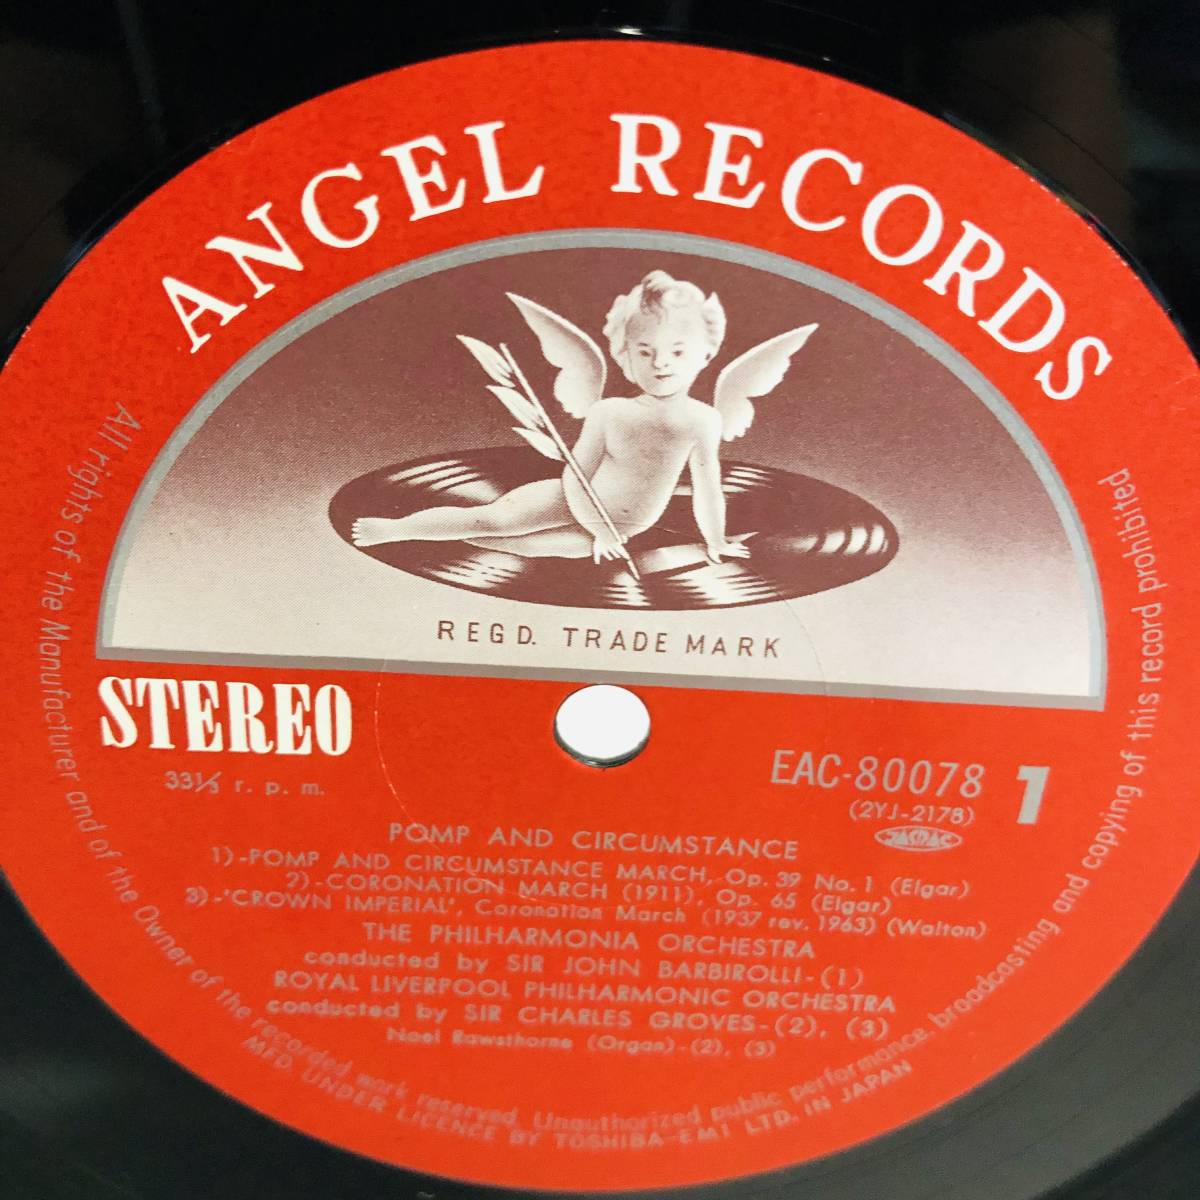 ANGEL RECORDS
REGD. TRADE MARK
STEREO
33⅓ r. p. m.
EAC-80078 1
(2YJ-2178)
JASRAC
POMP AND CIRCUMSTANCE
1)-POMP AND CIRCUMSTANCE MARCH, Op. 39 No. 1 (Elgar)
2)-CORONATION MARCH (1911), Op. 65 (Elgar)
3)-'CROWN IMPERIAL', Coronation March (1937 rev. 1963) (Walton)
THE PHILHARMONIA ORCHESTRA
conducted by SIR JOHN BARBIROLLI-(1)
ROYAL LIVERPOOL PHILHARMONIC ORCHESTRA
conducted by SIR CHARLES GROVES-(2), (3)
Noel Rawsthorne (Organ)-(2), (3)
All rights of the Manufacturer and of the Owner of the recorded work reserved. Unauthorized public performance, broadcasting and copying of this record prohibited
MFD. UNDER LICENCE BY TOSHIBA-EMI LTD. IN JAPAN